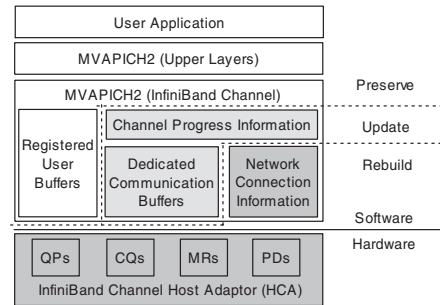 User Application
MVAPICH2 (Upper Layers)
MVAPICH2 (InfiniBand Channel)
Preserve
Channel Progress Information
Update
Registered
User
Buffers
Dedicated
Communication
Buffers
Network
Connection
Information
Rebuild
Software
Hardware
QPs
CQs
MRs
PDs
InfiniBand Channel Host Adaptor (HCA)